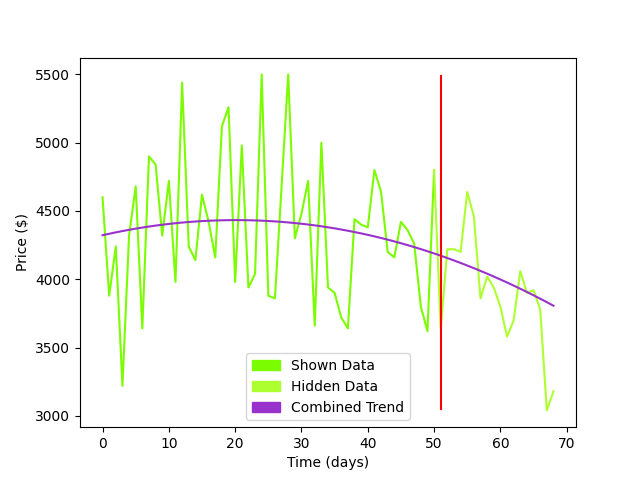 5500
5000
4500
4000
3500
3000
Price ($)
Shown Data
Hidden Data
Combined Trend
0 10 20 30 40 50 60 70
Time (days)